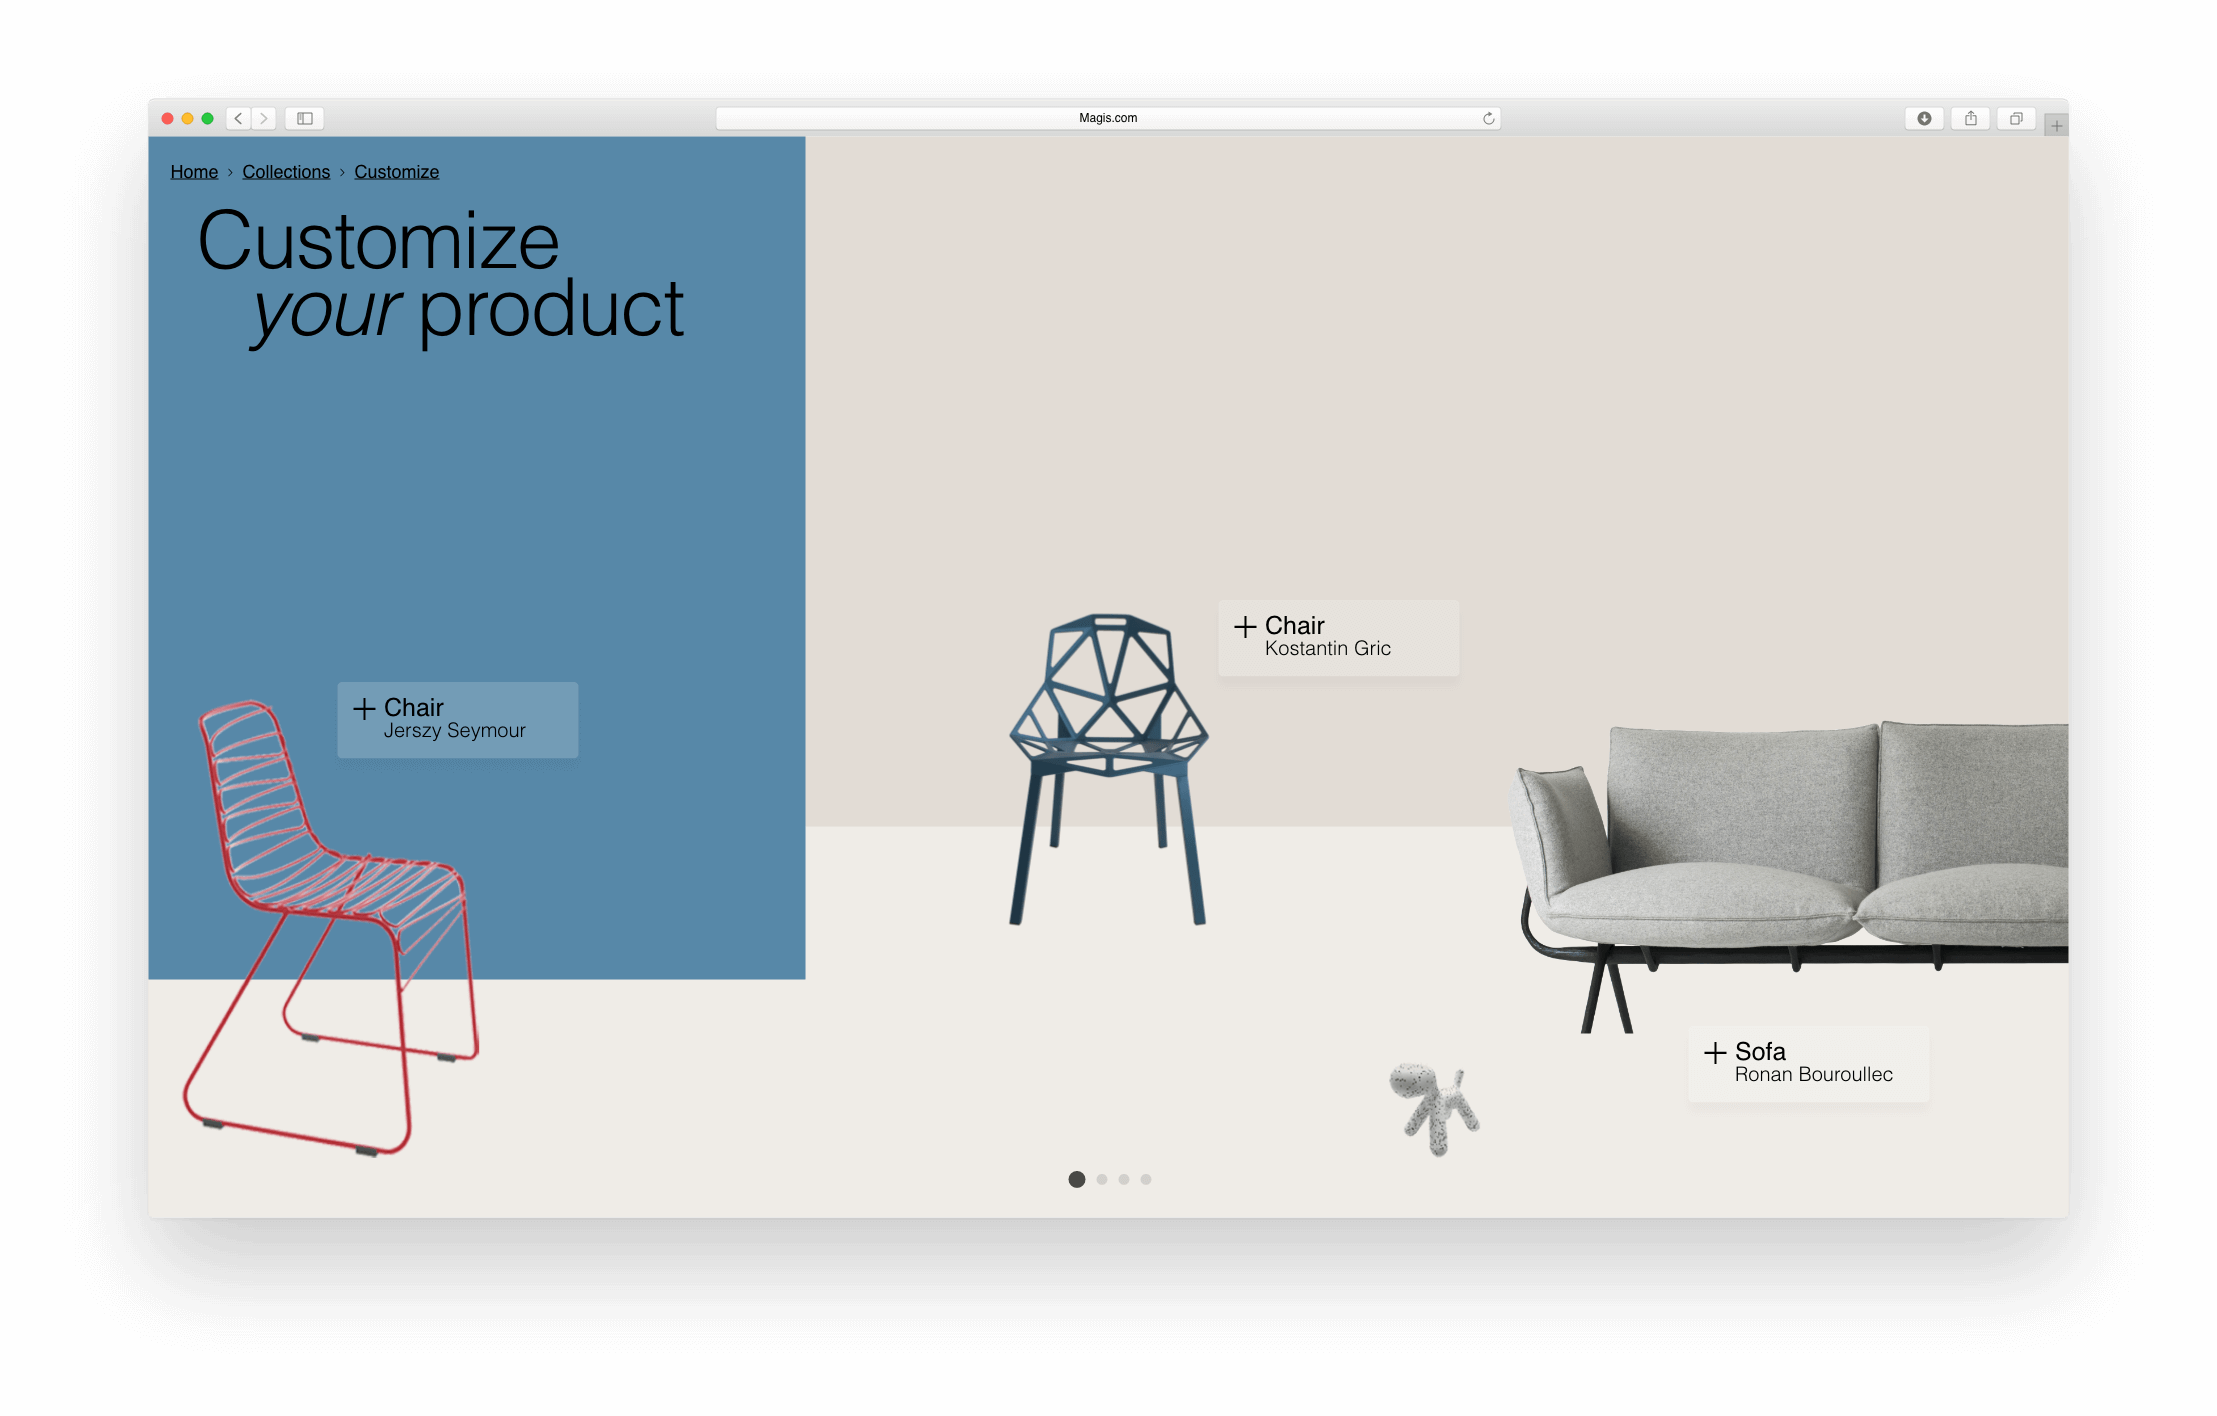 Magis.com
Home › Collections › Customize
Customize
your product
Chair
Kostantin Gric
Chair
Jerszy Seymour
Sofa
Ronan Bouroullec